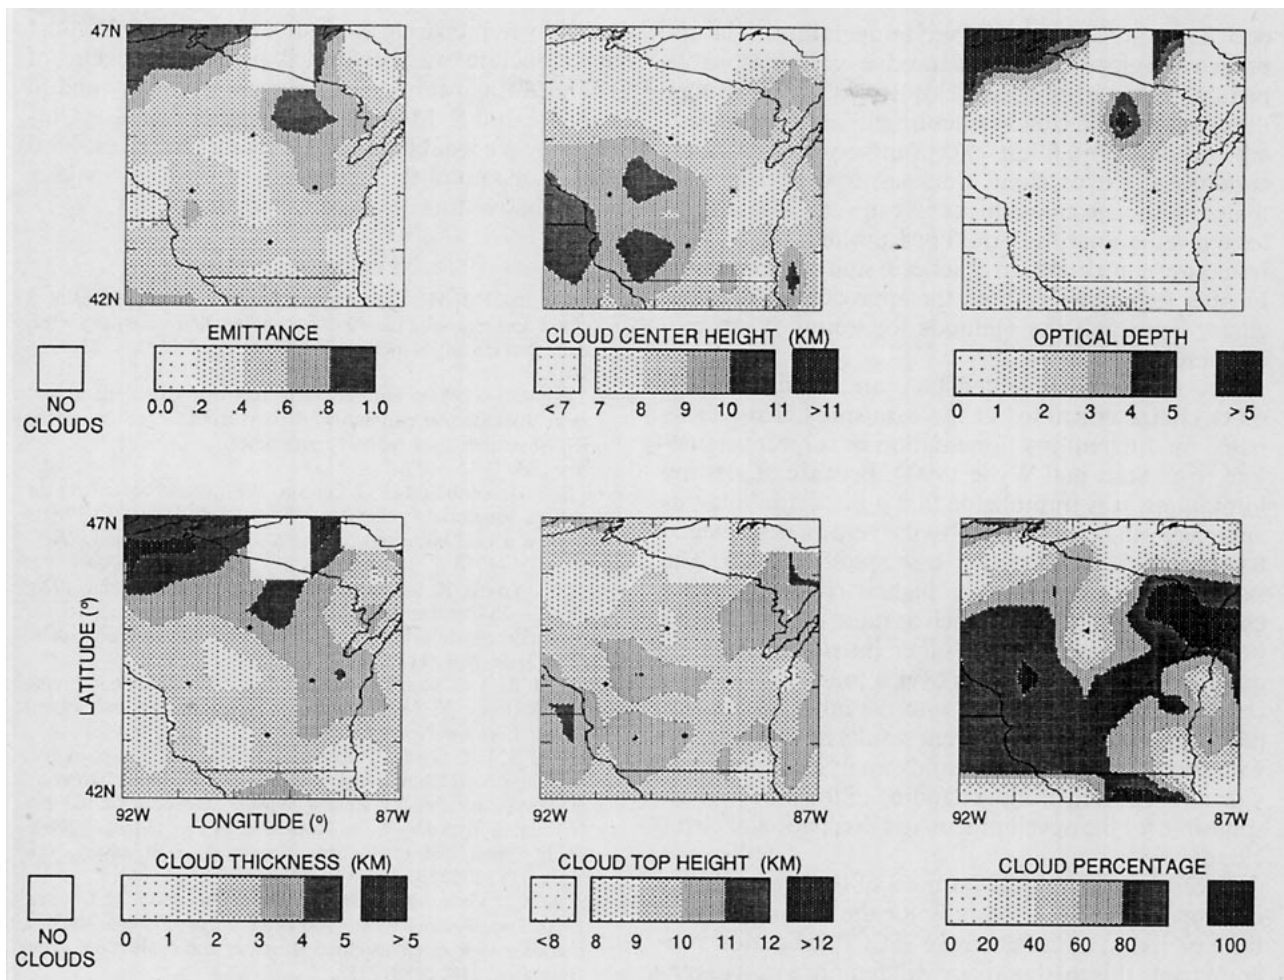 47N
42N
EMITTANCE
CLOUD CENTER HEIGHT (KM)
OPTICAL DEPTH
NO
CLOUDS
0.0 .2 .4 .6 .8 1.0
<7 7 8 9 10 11 >11
0 1 2 3 4 5 >5
47N
LATITUDE (º)
42N
92W 87W
LONGITUDE (º)
92W 87W
92W 87W
CLOUD THICKNESS (KM)
CLOUD TOP HEIGHT (KM)
CLOUD PERCENTAGE
NO
CLOUDS
0 1 2 3 4 5 >5
<8 8 9 10 11 12 >12
0 20 40 60 80 100